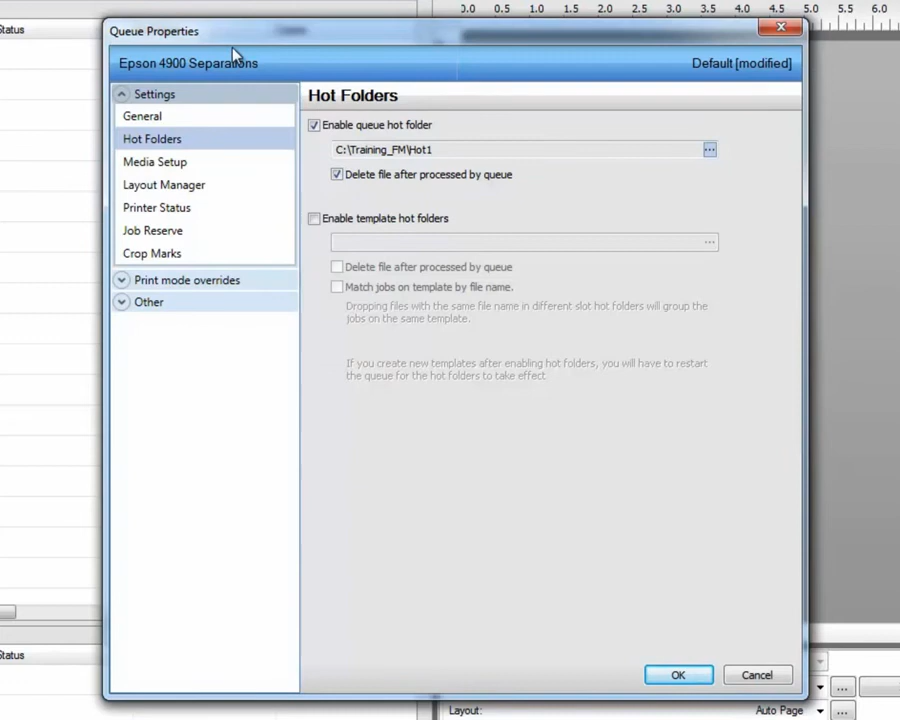 Status
0.0 0.5 1.0 1.5 2.0 2.5 3.0 3.5 4.0 4.5 5.0 5.5 6.0
Queue Properties
Epson 4900 Separations
Default [modified]
Settings
General
Hot Folders
Media Setup
Layout Manager
Printer Status
Job Reserve
Crop Marks
Print mode overrides
Other
Hot Folders
Enable queue hot folder
C:\Training_FM\Hot1
...
Delete file after processed by queue
Enable template hot folders
...
Delete file after processed by queue
Match jobs on template by file name.
Dropping files with the same file name in different slot hot folders will group the
jobs on the same template.
If you create new templates after enabling hot folders, you will have to restart
the queue for the hot folders to take effect
OK
Cancel
Status
...
Layout:
Auto Page
...